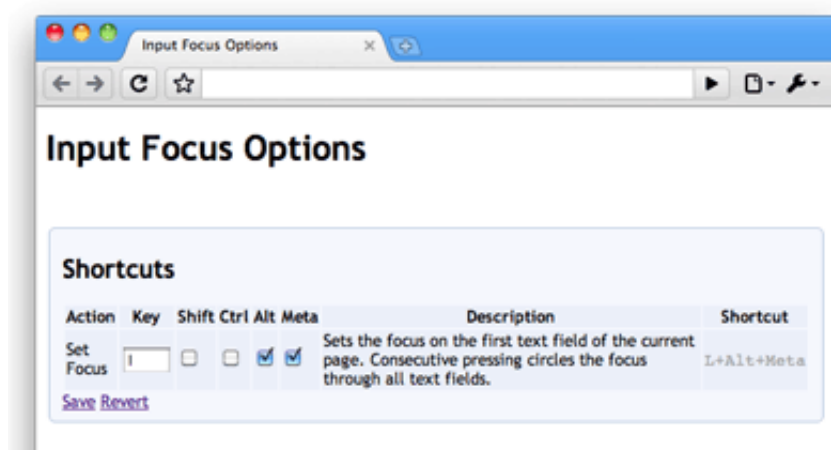 Input Focus Options
Input Focus Options
Shortcuts
Action Key Shift Ctrl Alt Meta Description Shortcut
Set Focus l Sets the focus on the first text field of the current page. Consecutive pressing circles the focus through all text fields. L+Alt+Meta
Save Revert